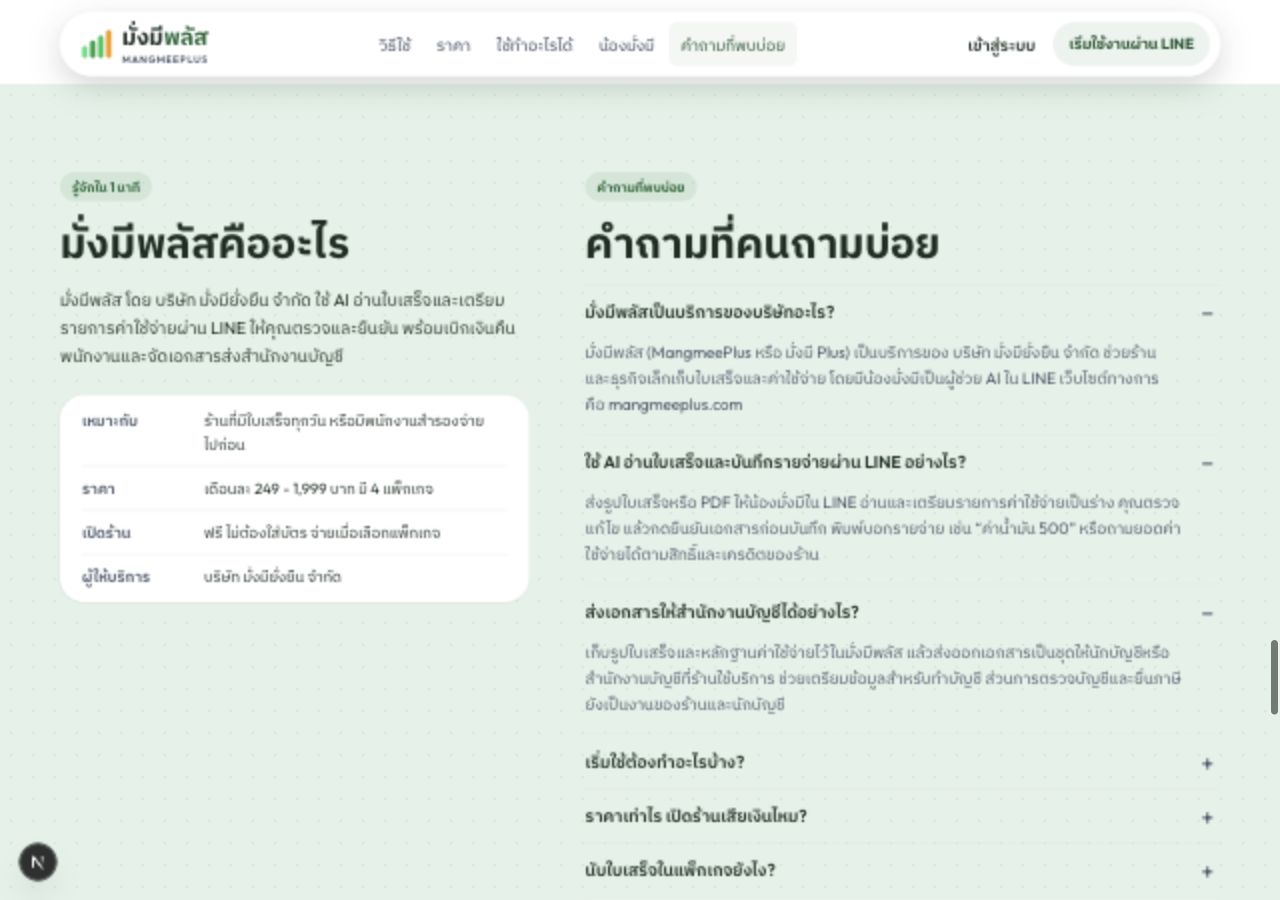 มั่งมีพลัส
MANGMEEPLUS
วิธีใช้
ราคา
ใช้ทำอะไรได้
น้องมั่งมี
คำถามที่พบบ่อย
เข้าสู่ระบบ
เริ่มใช้งานผ่าน LINE
รู้จักใน 1 นาที
มั่งมีพลัสคืออะไร
มั่งมีพลัส โดย บริษัท มั่งมียั่งยืน จำกัด ใช้ AI อ่านใบเสร็จและเตรียม
รายการค่าใช้จ่ายผ่าน LINE ให้คุณตรวจและยืนยัน พร้อมเบิกเงินคืน
พนักงานและจัดเอกสารส่งสำนักงานบัญชี
เหมาะกับ
ร้านที่มีใบเสร็จทุกวัน หรือมีพนักงานสำรองจ่าย
ไปก่อน
ราคา
เดือนละ 249 - 1,999 บาท มี 4 แพ็กเกจ
เปิดร้าน
ฟรี ไม่ต้องใส่บัตร จ่ายเมื่อเลือกแพ็กเกจ
ผู้ให้บริการ
บริษัท มั่งมียั่งยืน จำกัด
คำถามที่พบบ่อย
คำถามที่คนถามบ่อย
มั่งมีพลัสเป็นบริการของบริษัทอะไร?
มั่งมีพลัส (MangmeePlus หรือ มั่งมี Plus) เป็นบริการของ บริษัท มั่งมียั่งยืน จำกัด ช่วยร้าน
และธุรกิจเล็กเก็บใบเสร็จและค่าใช้จ่าย โดยมีน้องมั่งมีเป็นผู้ช่วย AI ใน LINE เว็บไซต์ทางการ
คือ mangmeeplus.com
ใช้ AI อ่านใบเสร็จและบันทึกรายจ่ายผ่าน LINE อย่างไร?
ส่งรูปใบเสร็จหรือ PDF ให้น้องมั่งมีใน LINE อ่านและเตรียมรายการค่าใช้จ่ายเป็นร่าง คุณตรวจ
แก้ไข แล้วกดยืนยันเอกสารก่อนบันทึก พิมพ์บอกรายจ่าย เช่น “ค่าน้ำมัน 500” หรือถามยอดค่า
ใช้จ่ายได้ตามสิทธิ์และเครดิตของร้าน
ส่งเอกสารให้สำนักงานบัญชีได้อย่างไร?
เก็บรูปใบเสร็จและหลักฐานค่าใช้จ่ายไว้ในมั่งมีพลัส แล้วส่งออกเอกสารเป็นชุดให้นักบัญชีหรือ
สำนักงานบัญชีที่ร้านใช้บริการ ช่วยเตรียมข้อมูลสำหรับทำบัญชี ส่วนการตรวจบัญชีและยื่นภาษี
ยังเป็นงานของร้านและนักบัญชี
เริ่มใช้ต้องทำอะไรบ้าง?
ราคาเท่าไร เปิดร้านเสียเงินไหม?
นับใบเสร็จในแพ็กเกจยังไง?